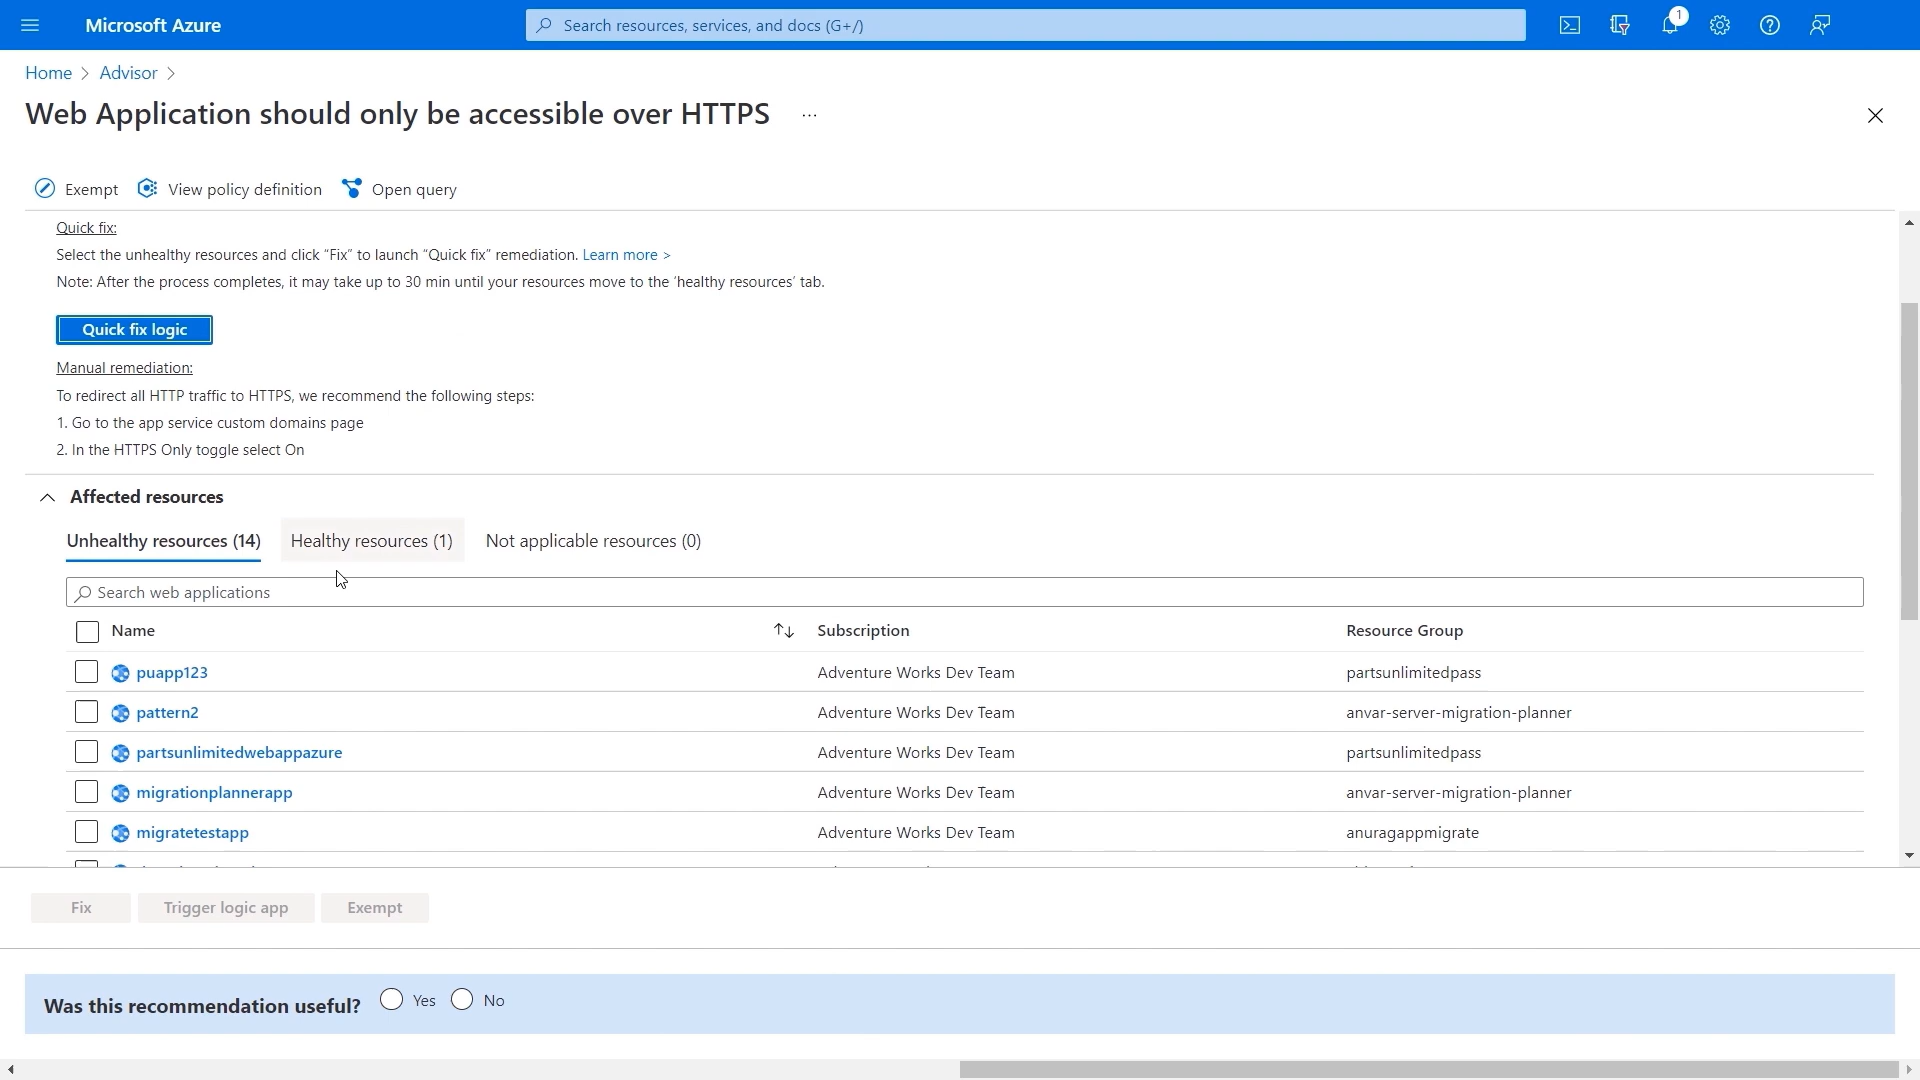 Microsoft Azure
Search resources, services, and docs (G+/)
1
Home > Advisor >
Web Application should only be accessible over HTTPS ...
Exempt View policy definition Open query
Quick fix:
Select the unhealthy resources and click “Fix” to launch “Quick fix” remediation. Learn more >
Note: After the process completes, it may take up to 30 min until your resources move to the ‘healthy resources’ tab.
Quick fix logic
Manual remediation:
To redirect all HTTP traffic to HTTPS, we recommend the following steps:
1. Go to the app service custom domains page
2. In the HTTPS Only toggle select On
Affected resources
Unhealthy resources (14) Healthy resources (1) Not applicable resources (0)
Search web applications
Name Subscription Resource Group
puapp123 Adventure Works Dev Team partsunlimitedpass
pattern2 Adventure Works Dev Team anvar-server-migration-planner
partsunlimitedwebappazure Adventure Works Dev Team partsunlimitedpass
migrationplannerapp Adventure Works Dev Team anvar-server-migration-planner
migratetestapp Adventure Works Dev Team anuragappmigrate
Fix Trigger logic app Exempt
Was this recommendation useful? Yes No